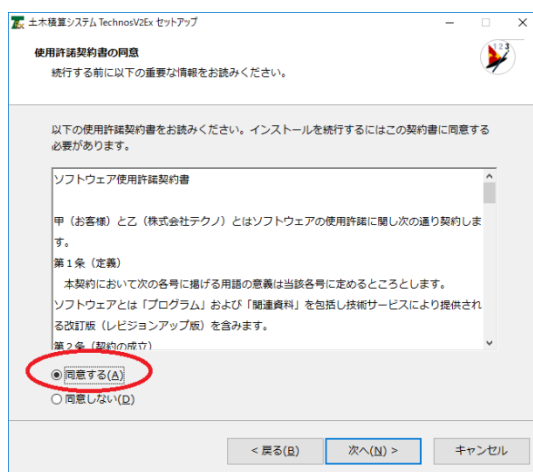 土木積算システム TechnosV2Ex セットアップ
使用許諾契約書の同意
続行する前に以下の重要な情報をお読みください。
123
以下の使用許諾契約書をお読みください。インストールを続行するにはこの契約書に同意する
必要があります。
ソフトウェア使用許諾契約書
甲（お客様）と乙（株式会社テクノ）とはソフトウェアの使用許諾に関し次の通り契約しま
す。
第１条（定義）
本契約において次の各号に掲げる用語の意義は当該各号に定めるところとします。
ソフトウェアとは「プログラム」および「関連資料」を包括し技術サービスにより提供され
る改訂版（レビジョンアップ版）を含みます。
第２条（契約の成立）
同意する(A)
同意しない(D)
< 戻る(B) 次へ(N) > キャンセル